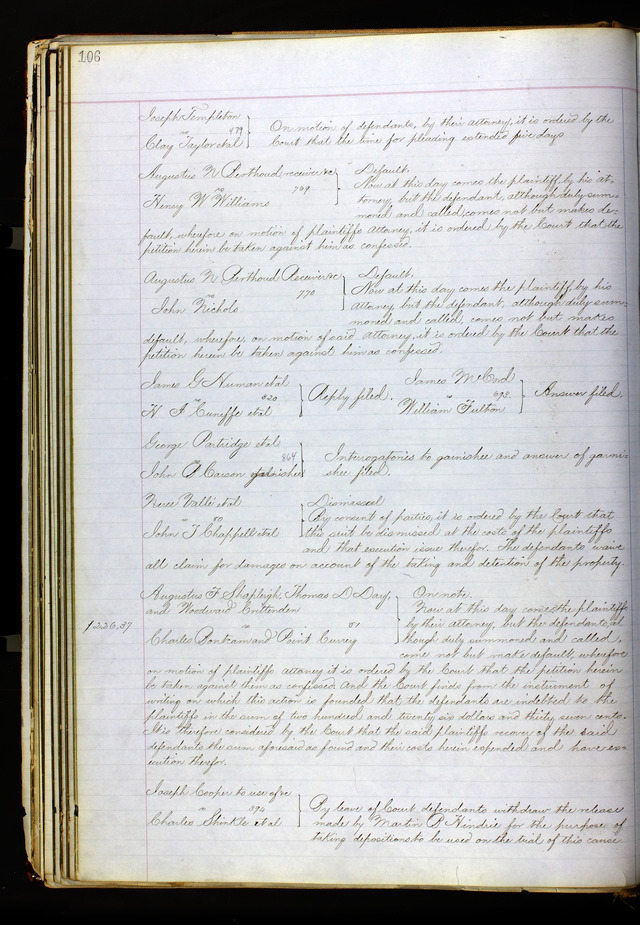 106
Joseph Templeton
vs 479
Clay Taylor et al
On motion of defendants, by their attorney, it is ordered by the
Court that the time for pleading extended five days
Augustus N Berthoud receiver &c
vs 769
Henry W Williams
Default.
Now at this day comes the plaintiff by his at-
torney, but the defendant, although duly sum-
moned and called, comes not but makes de-
fault, wherefore on motion of plaintiffs attorney, it is ordered by the Court that the
petition herein be taken against him as confessed.
Augustus N Berthoud Receiver &c
vs 770
John Nichols
Default,
Now at this day comes the plaintiff, by his
attorney, but the defendant, although duly sum-
moned and called, comes not but makes
default, wherefore, on motion of said attorney, it is ordered by the Court that the
petition herein be taken against him as confessed.
James G Numan et al
vs 820
H F Cuneffe et al
Reply filed.
James McCord
vs 898
William Fulton
Answer filed.
George Partridge et al
vs 864
John A Carson garnishee
Interrogatories to garnishee and answer of garni-
shee filed.
Neree Vallé et al
vs 80
John T Chappell et al
Dismissed
By consent of parties, it is ordered by the Court that
this suit be dismissed at the costs of the plaintiffs
and that execution issue therefor. The defendants waive
all claim for damages on account of the taking and detention of the property.
Augustus F Shapleigh, Thomas D Day,
and Woodward Crittenden
vs 81
Charles Bontram and Point Currey
$226.37
On note.
Now at this day comes the plaintiffs
by their attorney, but the defendants, al
though duly summoned and called,
come not but make default, wherefore
on motion of plaintiffs attorney it is ordered by the Court that the petition herein
be taken against them as confessed. And the Court finds from the instrument of
writing on which this action is founded that the defendants are indebted to the
plaintiffs in the sum of two hundred and twenty six dollars and thirty seven cents.
It is therefore considered by the Court that the said plaintiffs recover of the said
defendants the sum aforesaid as found and their costs herein expended and have ex-
ecution therefor.
Joseph Cooper to use of &c
vs 394
Charles Shinkle et al
By leave of Court defendants withdraw the release
made by Martin P Hindrie for the purpose of
taking depositions to be used on the trial of this cause